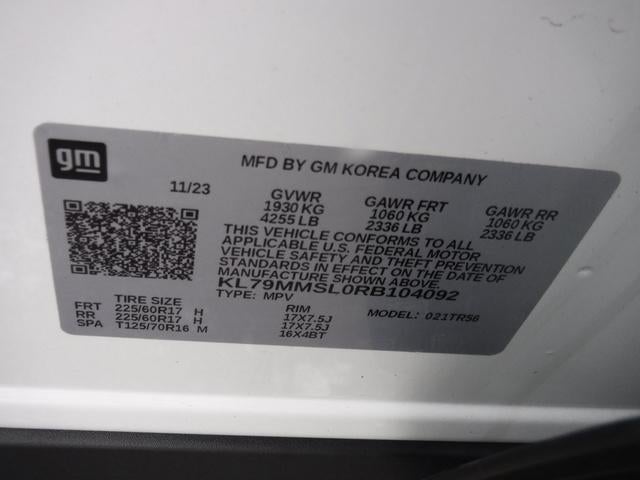 gm
MFD BY GM KOREA COMPANY
11/23
GVWR GAWR FRT GAWR RR
1930 KG 1060 KG 1060 KG
4255 LB 2336 LB 2336 LB
THIS VEHICLE CONFORMS TO ALL
APPLICABLE U.S. FEDERAL MOTOR
VEHICLE SAFETY AND THEFT PREVENTION
STANDARDS IN EFFECT ON THE DATE OF
MANUFACTURE SHOWN ABOVE.
KL79MMSL0RB104092
TYPE: MPV MODEL: 021TR56
TIRE SIZE RIM
FRT 225/60R17 H 17X7.5J
RR 225/60R17 H 17X7.5J
SPA T125/70R16 M 16X4BT